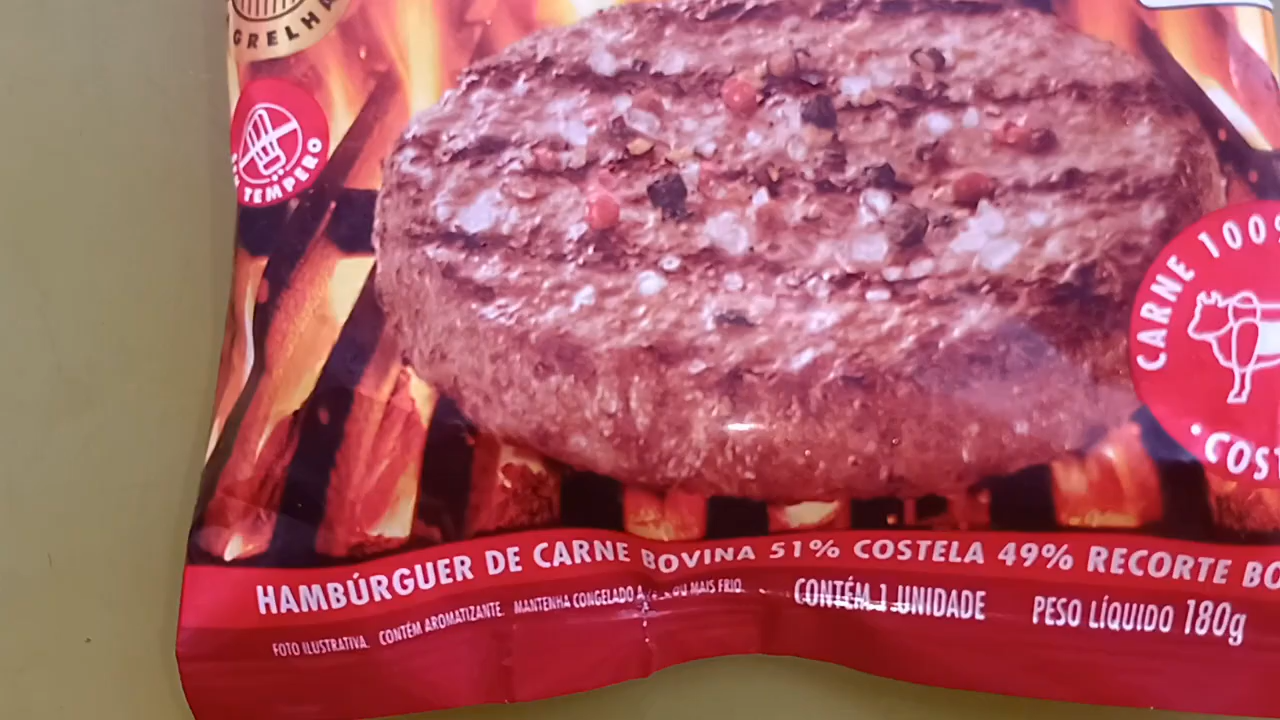 GRELHA
TEMPERO
CARNE 100%
COST
HAMBÚRGUER DE CARNE BOVINA 51% COSTELA 49% RECORTE BO
FOTO ILUSTRATIVA. CONTÉM AROMATIZANTE. MANTENHA CONGELADO A OU MAIS FRIO.
CONTÉM 1 UNIDADE PESO LÍQUIDO 180g